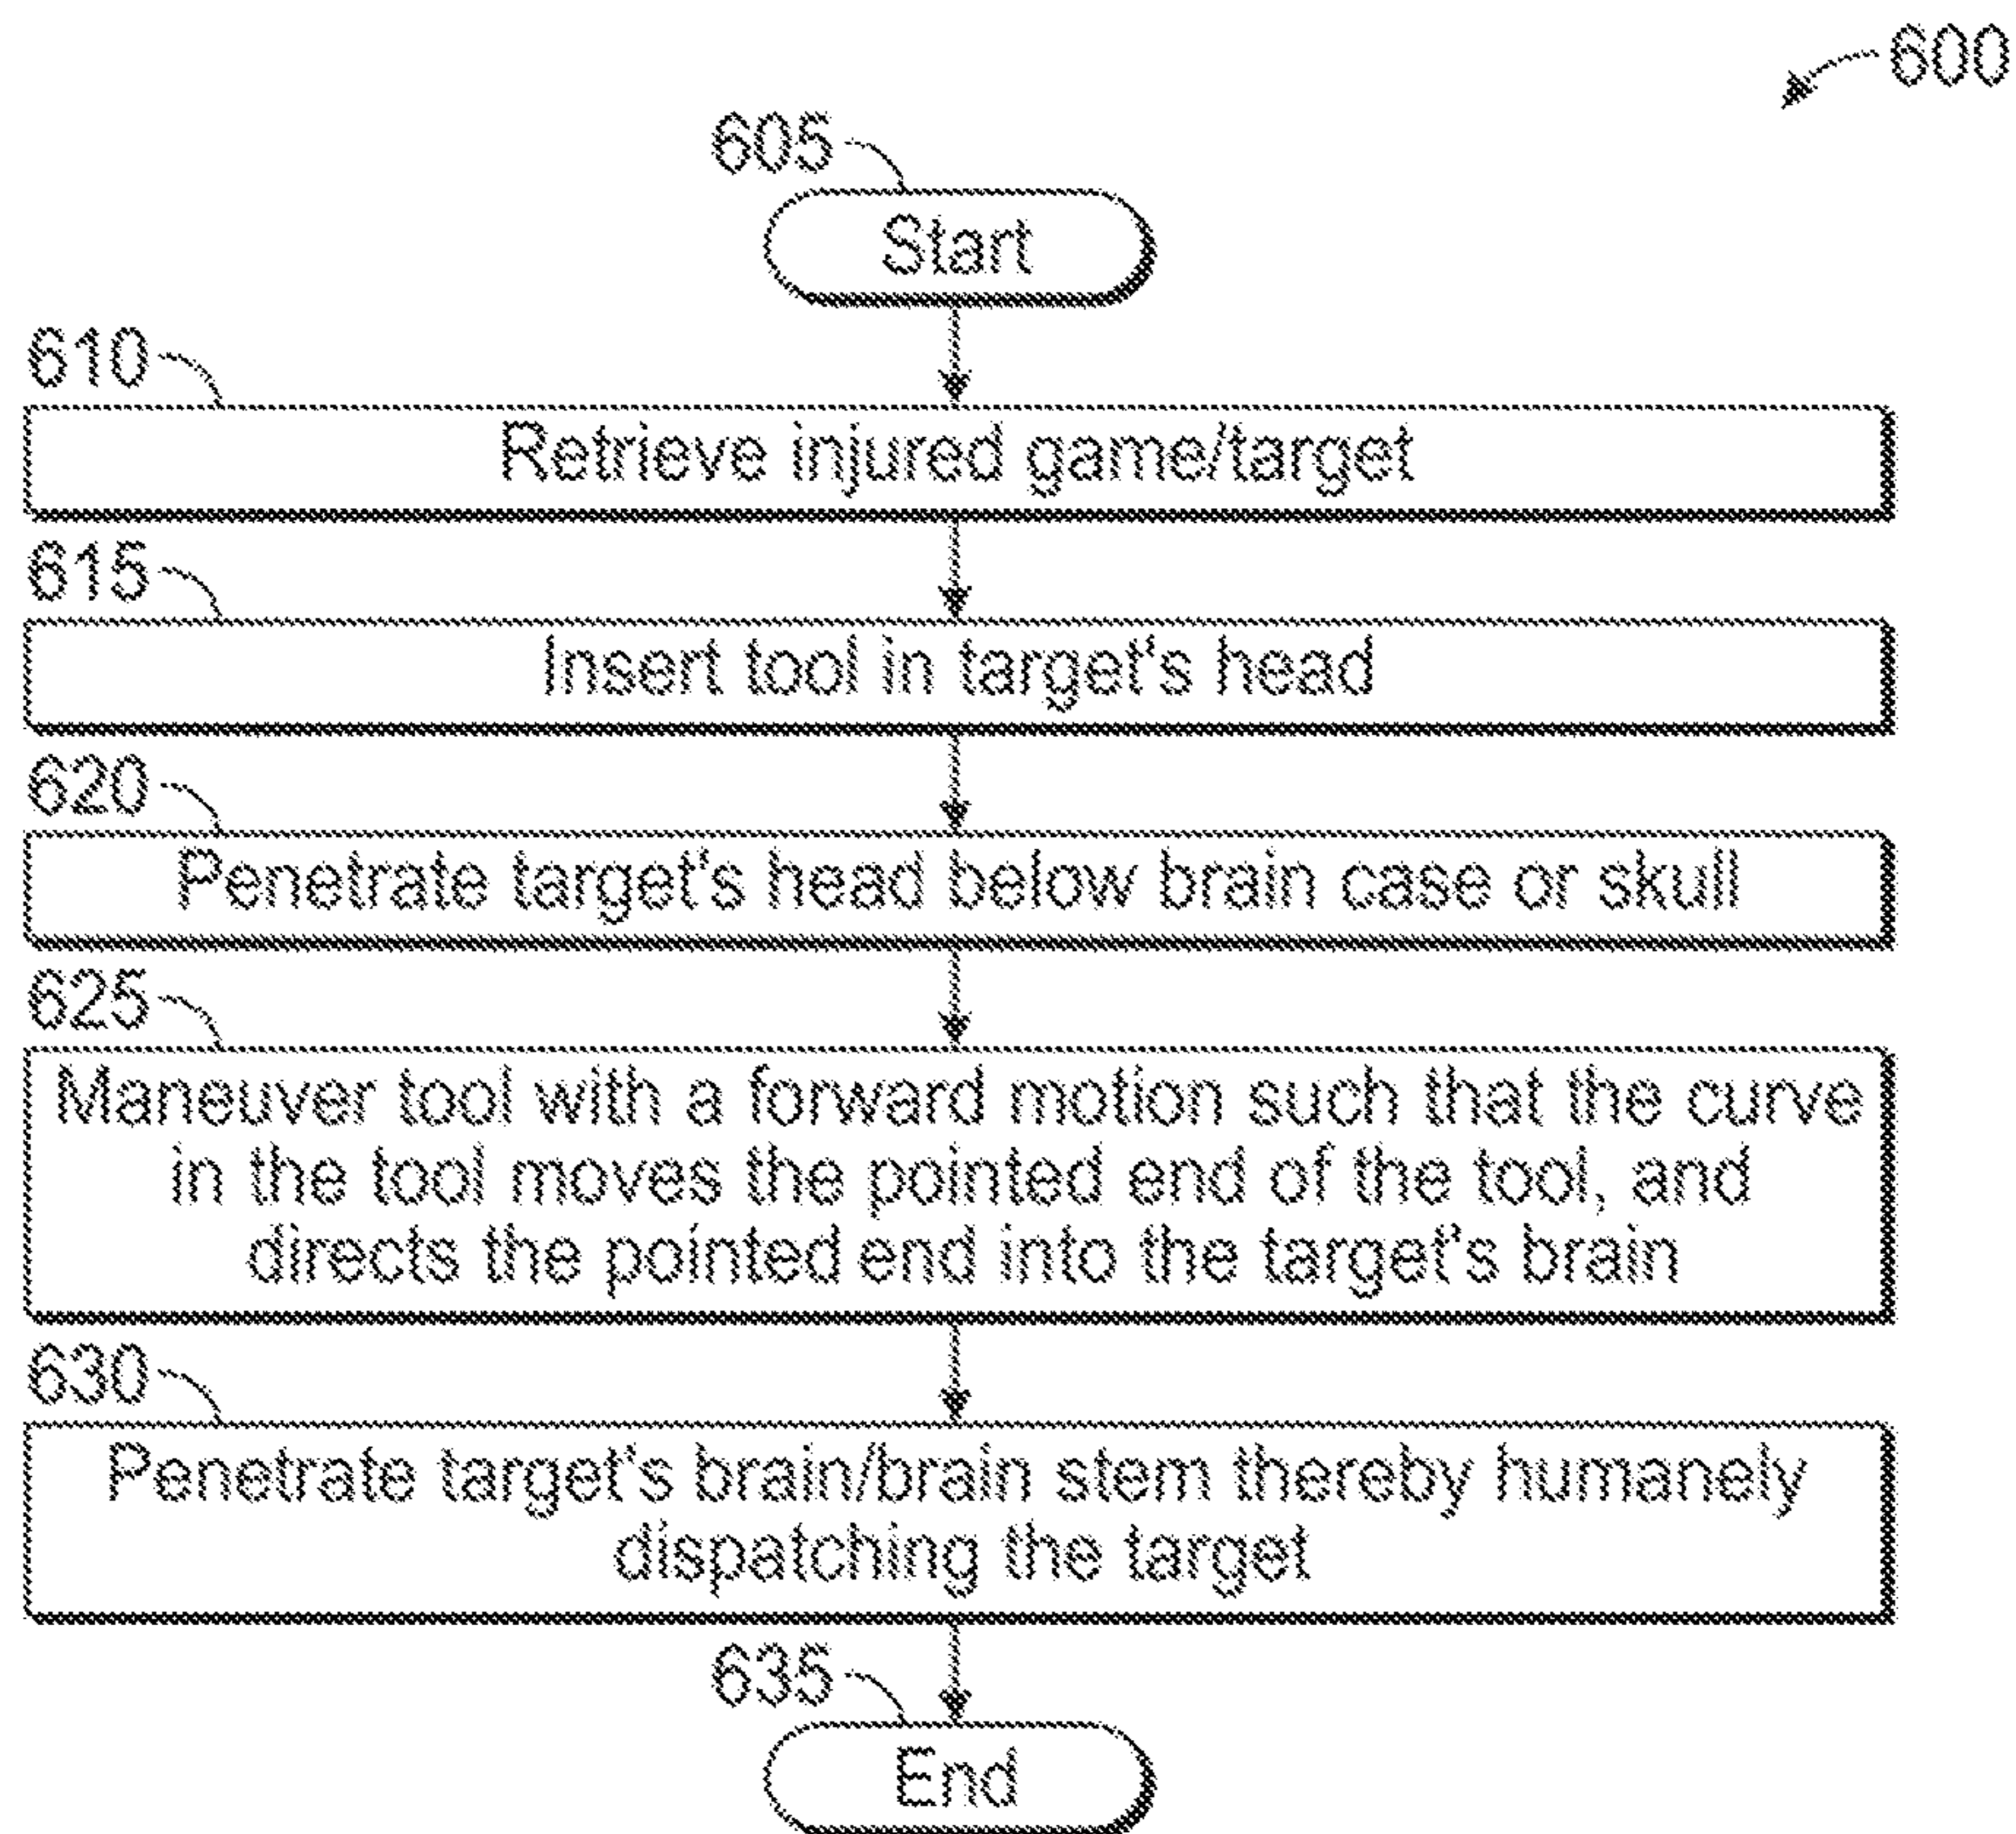 600
605
Start
610
Retrieve injured game/target
615
Insert tool in target's head
620
Penetrate target's head below brain case or skull
625
Maneuver tool with a forward motion such that the curve
in the tool moves the pointed end of the tool, and
directs the pointed end into the target's brain
630
Penetrate target's brain/brain stem thereby humanely
dispatching the target
635
End